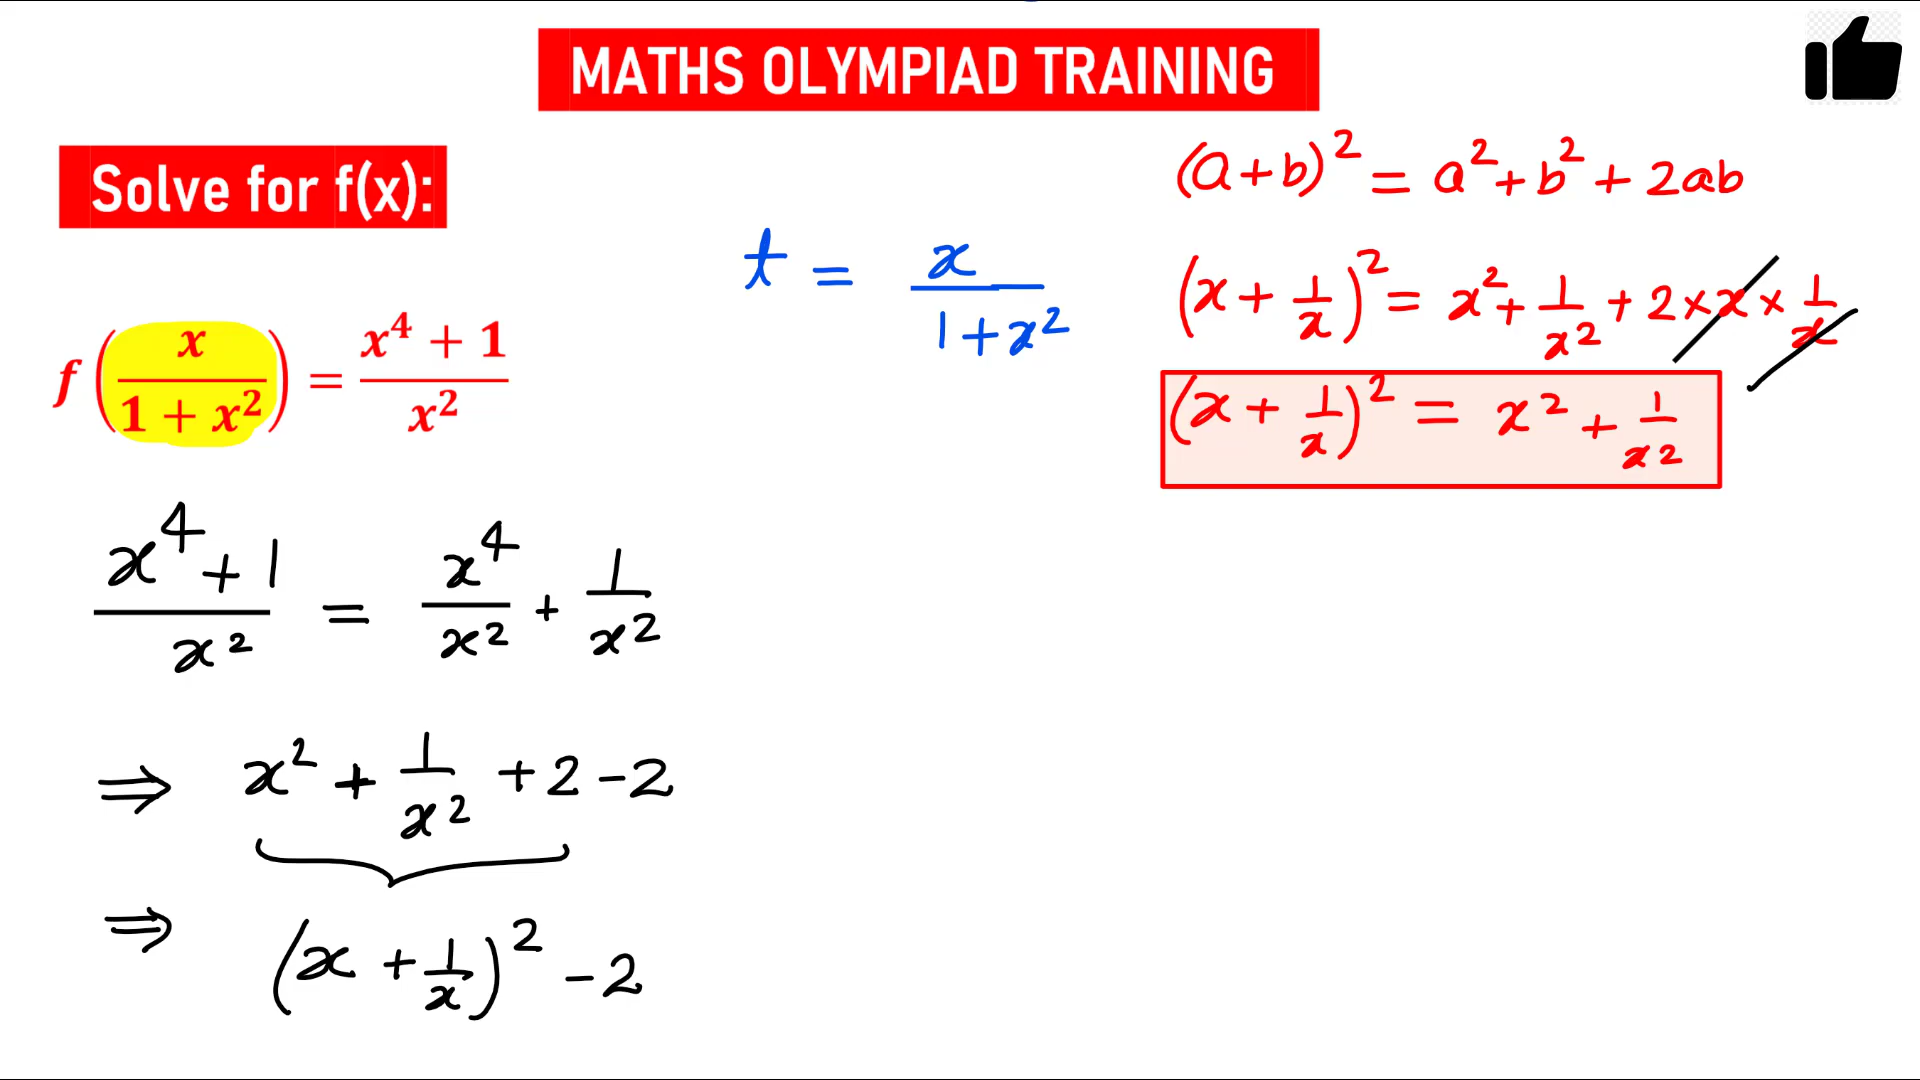 MATHS OLYMPIAD TRAINING
Solve for f(x):
f(x/(1 + x²)) = (x⁴ + 1)/x²
t = x/(1+x²)
(a+b)² = a²+b²+2ab
(x + 1/x)² = x² + 1/x² + 2×x×1/x
(x + 1/x)² = x² + 1/x²
(x⁴+1)/x² = x⁴/x² + 1/x²
⇒ x² + 1/x² +2-2
⇒ (x + 1/x)² -2